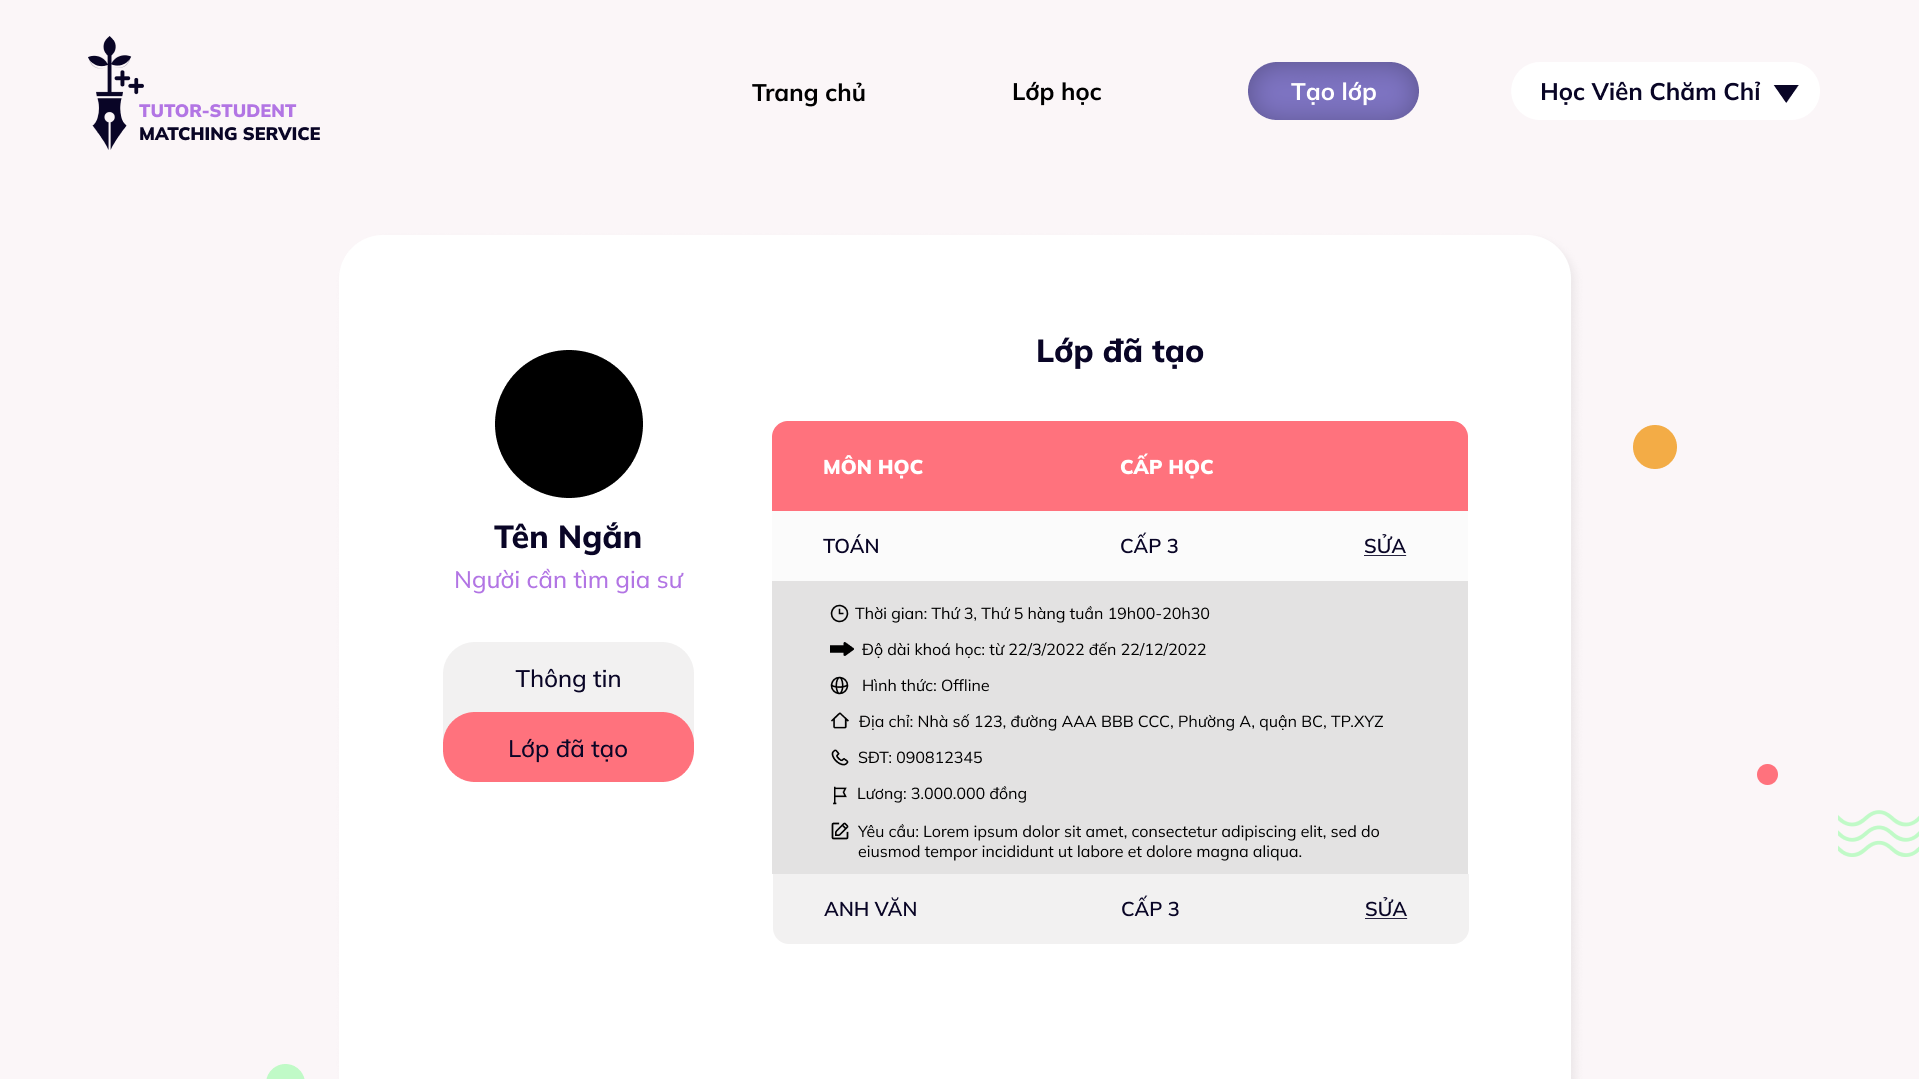 TUTOR-STUDENT
MATCHING SERVICE
Trang chủ
Lớp học
Tạo lớp
Học Viên Chăm Chỉ
Tên Ngắn
Người cần tìm gia sư
Thông tin
Lớp đã tạo
Lớp đã tạo
MÔN HỌC CẤP HỌC
TOÁN CẤP 3 SỬA
Thời gian: Thứ 3, Thứ 5 hàng tuần 19h00-20h30
Độ dài khoá học: từ 22/3/2022 đến 22/12/2022
Hình thức: Offline
Địa chỉ: Nhà số 123, đường AAA BBB CCC, Phường A, quận BC, TP.XYZ
SĐT: 090812345
Lương: 3.000.000 đồng
Yêu cầu: Lorem ipsum dolor sit amet, consectetur adipiscing elit, sed do
eiusmod tempor incididunt ut labore et dolore magna aliqua.
ANH VĂN CẤP 3 SỬA